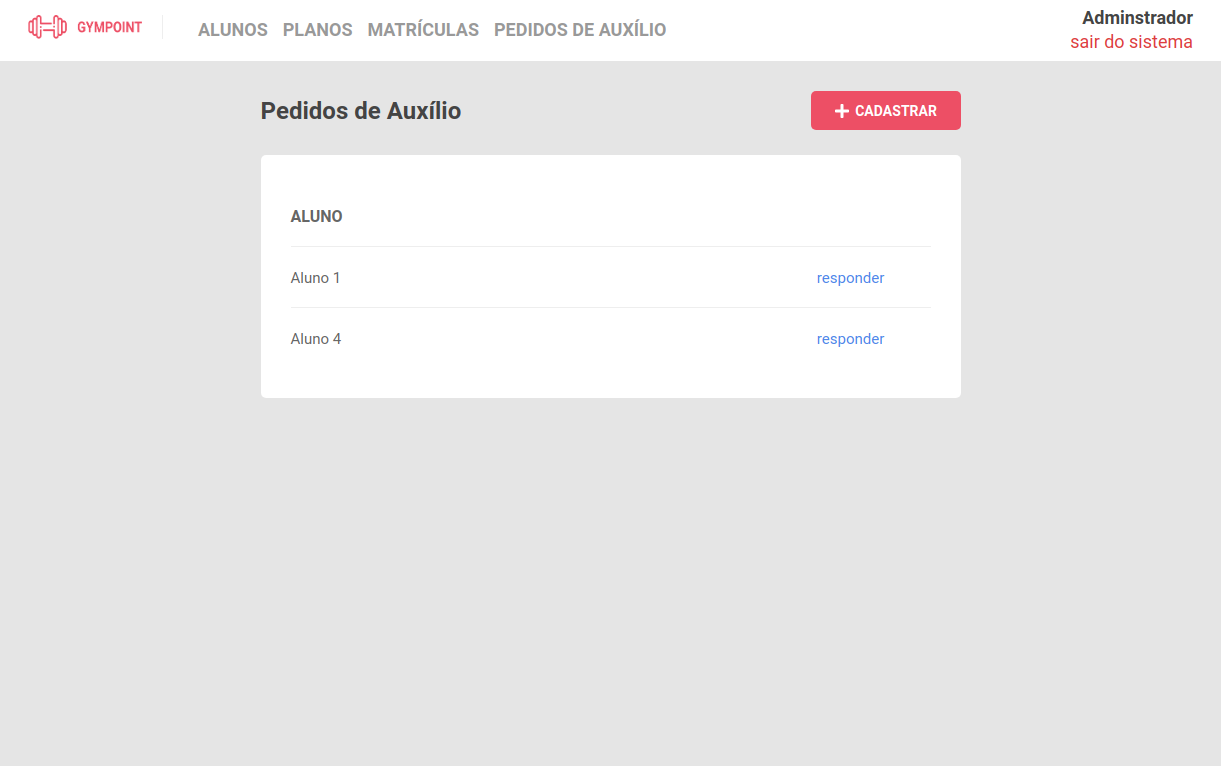 GYMPOINT
ALUNOS PLANOS MATRÍCULAS PEDIDOS DE AUXÍLIO
Adminstrador
sair do sistema
Pedidos de Auxílio
CADASTRAR
ALUNO
Aluno 1 responder
Aluno 4 responder